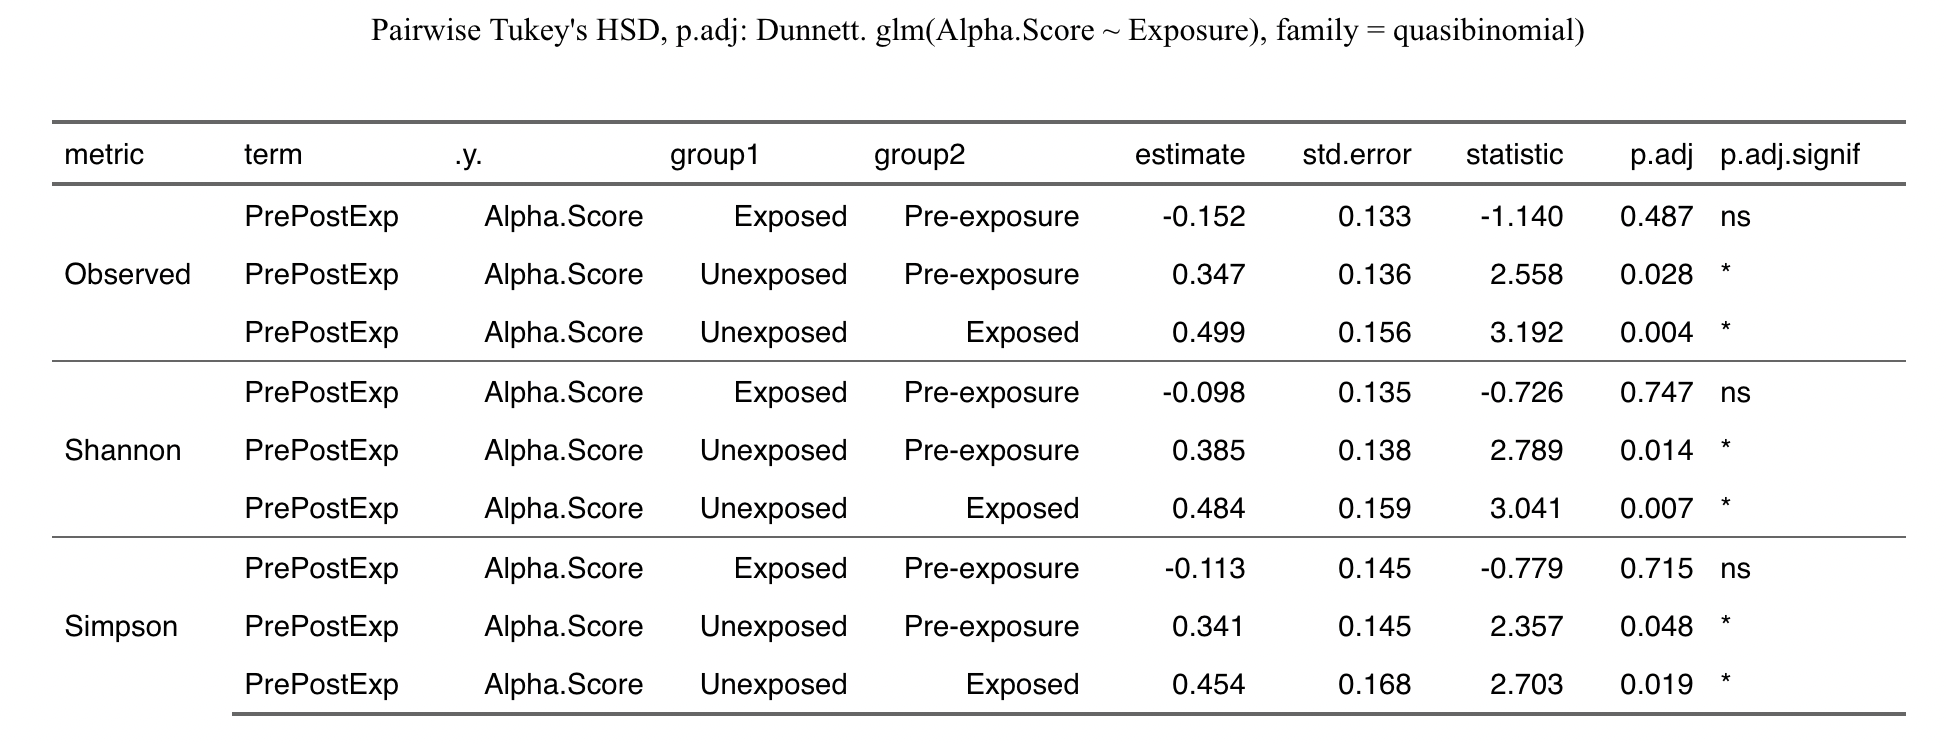 Pairwise Tukey's HSD, p.adj: Dunnett. glm(Alpha.Score ~ Exposure), family = quasibinomial)
metric term .y. group1 group2 estimate std.error statistic p.adj p.adj.signif
PrePostExp Alpha.Score Exposed Pre-exposure -0.152 0.133 -1.140 0.487 ns
Observed PrePostExp Alpha.Score Unexposed Pre-exposure 0.347 0.136 2.558 0.028 *
PrePostExp Alpha.Score Unexposed Exposed 0.499 0.156 3.192 0.004 *
PrePostExp Alpha.Score Exposed Pre-exposure -0.098 0.135 -0.726 0.747 ns
Shannon PrePostExp Alpha.Score Unexposed Pre-exposure 0.385 0.138 2.789 0.014 *
PrePostExp Alpha.Score Unexposed Exposed 0.484 0.159 3.041 0.007 *
PrePostExp Alpha.Score Exposed Pre-exposure -0.113 0.145 -0.779 0.715 ns
Simpson PrePostExp Alpha.Score Unexposed Pre-exposure 0.341 0.145 2.357 0.048 *
PrePostExp Alpha.Score Unexposed Exposed 0.454 0.168 2.703 0.019 *